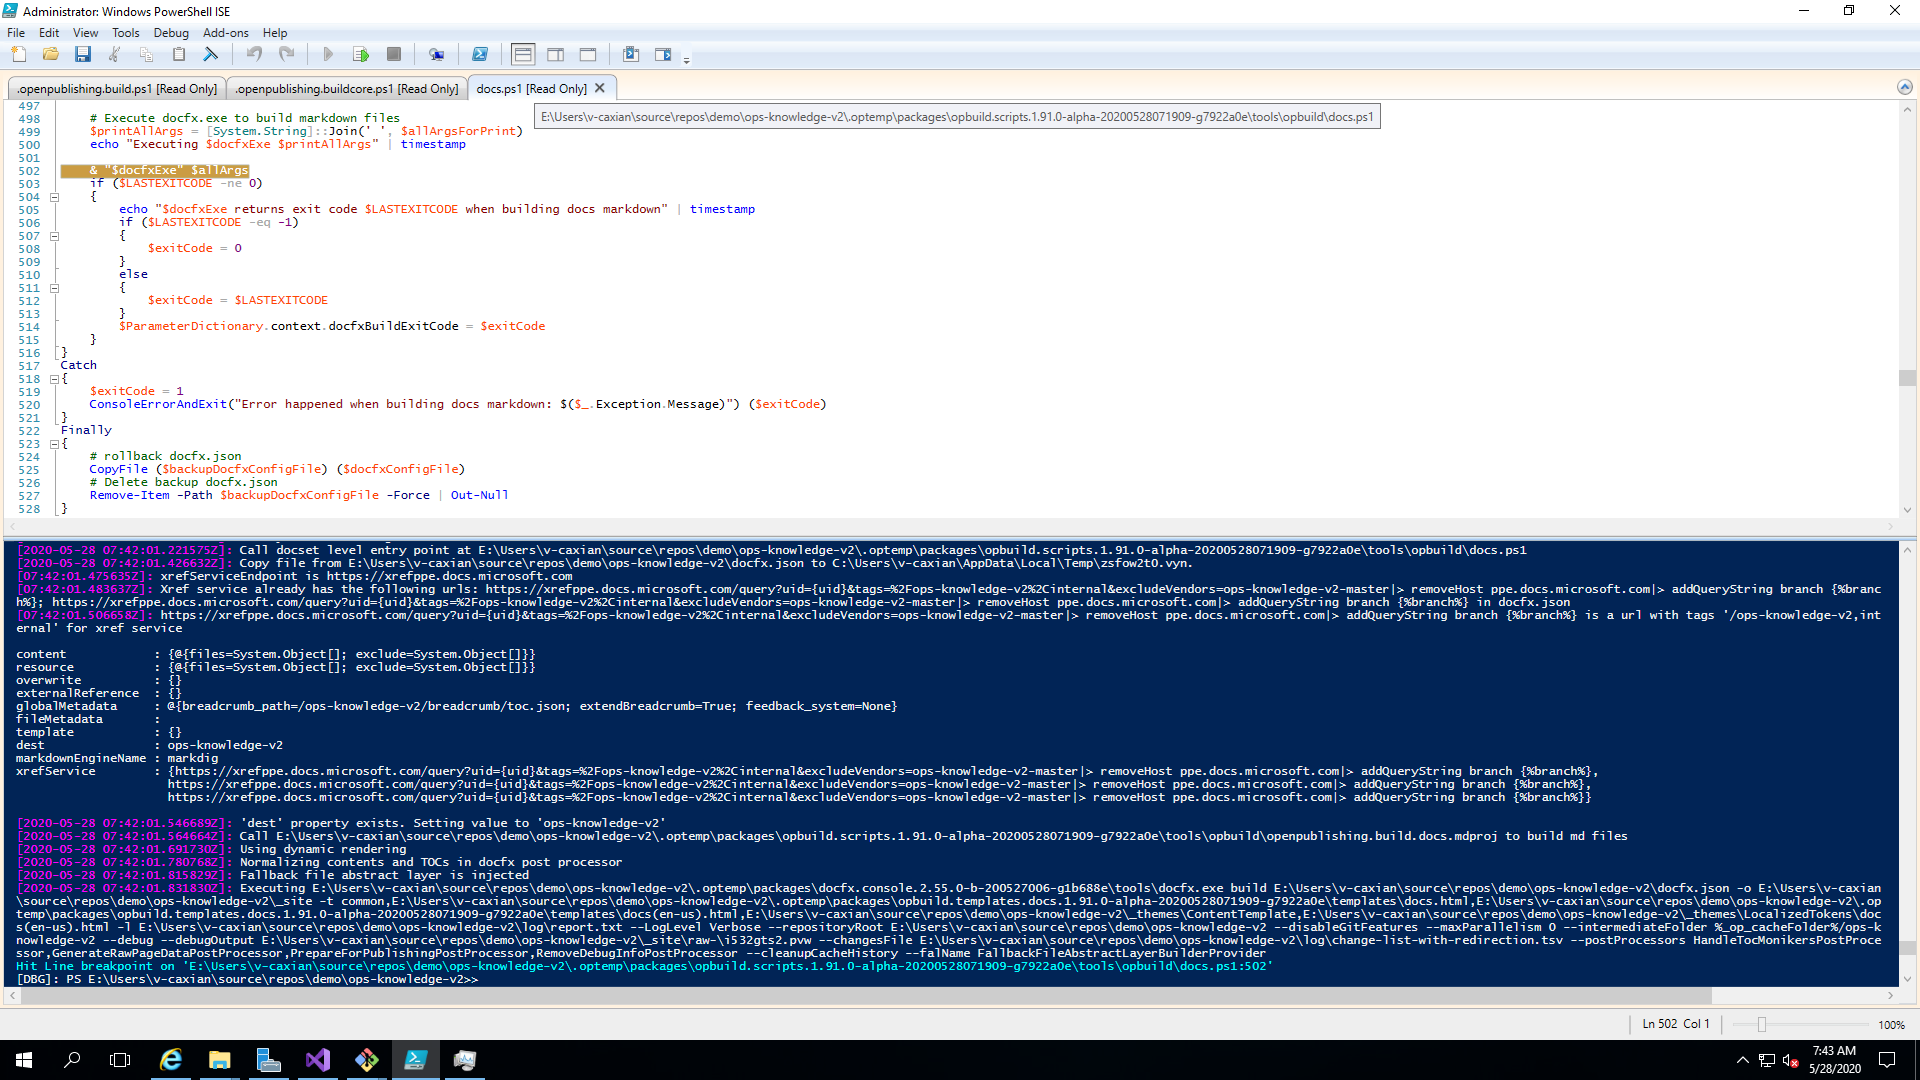 Administrator: Windows PowerShell ISE
File Edit View Tools Debug Add-ons Help
.openpublishing.build.ps1 [Read Only] .openpublishing.buildcore.ps1 [Read Only] docs.ps1 [Read Only]
E:\Users\v-caxian\source\repos\demo\ops-knowledge-v2\.optemp\packages\opbuild.scripts.1.91.0-alpha-20200528071909-g7922a0e\tools\opbuild\docs.ps1
497
498 # Execute docfx.exe to build markdown files
499 $printAllArgs = [System.String]::Join(' ', $allArgsForPrint)
500 echo "Executing $docfxExe $printAllArgs" | timestamp
501
502 & "$docfxExe" $allArgs
503 if ($LASTEXITCODE -ne 0)
504 {
505 echo "$docfxExe returns exit code $LASTEXITCODE when building docs markdown" | timestamp
506 if ($LASTEXITCODE -eq -1)
507 {
508 $exitCode = 0
509 }
510 else
511 {
512 $exitCode = $LASTEXITCODE
513 }
514 $ParameterDictionary.context.docfxBuildExitCode = $exitCode
515 }
516 }
517 Catch
518 {
519 $exitCode = 1
520 ConsoleErrorAndExit("Error happened when building docs markdown: $($_.Exception.Message)") ($exitCode)
521 }
522 Finally
523 {
524 # rollback docfx.json
525 CopyFile ($backupDocfxConfigFile) ($docfxConfigFile)
526 # Delete backup docfx.json
527 Remove-Item -Path $backupDocfxConfigFile -Force | Out-Null
528 }
[2020-05-28 07:42:01.221575Z]: Call docset level entry point at E:\Users\v-caxian\source\repos\demo\ops-knowledge-v2\.optemp\packages\opbuild.scripts.1.91.0-alpha-20200528071909-g7922a0e\tools\opbuild\docs.ps1
[2020-05-28 07:42:01.426632Z]: Copy file from E:\Users\v-caxian\source\repos\demo\ops-knowledge-v2\docfx.json to C:\Users\v-caxian\AppData\Local\Temp\zsfow2t0.vyn.
[07:42:01.475635Z]: xrefServiceEndpoint is https://xrefppe.docs.microsoft.com
[07:42:01.483637Z]: Xref service already has the following urls: https://xrefppe.docs.microsoft.com/query?uid={uid}&tags=%2Fops-knowledge-v2%2Cinternal&excludeVendors=ops-knowledge-v2-master|> removeHost ppe.docs.microsoft.com|> addQueryString branch {%branc
h%}; https://xrefppe.docs.microsoft.com/query?uid={uid}&tags=%2Fops-knowledge-v2%2Cinternal&excludeVendors=ops-knowledge-v2-master|> removeHost ppe.docs.microsoft.com|> addQueryString branch {%branch%} in docfx.json
[07:42:01.506658Z]: https://xrefppe.docs.microsoft.com/query?uid={uid}&tags=%2Fops-knowledge-v2%2Cinternal&excludeVendors=ops-knowledge-v2-master|> removeHost ppe.docs.microsoft.com|> addQueryString branch {%branch%} is a url with tags '/ops-knowledge-v2,int
ernal' for xref service
content : {@{files=System.Object[]; exclude=System.Object[]}}
resource : {@{files=System.Object[]; exclude=System.Object[]}}
overwrite : {}
externalReference : {}
globalMetadata : @{breadcrumb_path=/ops-knowledge-v2/breadcrumb/toc.json; extendBreadcrumb=True; feedback_system=None}
fileMetadata :
template : {}
dest : ops-knowledge-v2
markdownEngineName : markdig
xrefService : {https://xrefppe.docs.microsoft.com/query?uid={uid}&tags=%2Fops-knowledge-v2%2Cinternal&excludeVendors=ops-knowledge-v2-master|> removeHost ppe.docs.microsoft.com|> addQueryString branch {%branch%},
https://xrefppe.docs.microsoft.com/query?uid={uid}&tags=%2Fops-knowledge-v2%2Cinternal&excludeVendors=ops-knowledge-v2-master|> removeHost ppe.docs.microsoft.com|> addQueryString branch {%branch%},
https://xrefppe.docs.microsoft.com/query?uid={uid}&tags=%2Fops-knowledge-v2%2Cinternal&excludeVendors=ops-knowledge-v2-master|> removeHost ppe.docs.microsoft.com|> addQueryString branch {%branch%}}
[2020-05-28 07:42:01.546689Z]: 'dest' property exists. Setting value to 'ops-knowledge-v2'
[2020-05-28 07:42:01.564664Z]: Call E:\Users\v-caxian\source\repos\demo\ops-knowledge-v2\.optemp\packages\opbuild.scripts.1.91.0-alpha-20200528071909-g7922a0e\tools\opbuild\openpublishing.build.docs.mdproj to build md files
[2020-05-28 07:42:01.691730Z]: Using dynamic rendering
[2020-05-28 07:42:01.780768Z]: Normalizing contents and TOCs in docfx post processor
[2020-05-28 07:42:01.815829Z]: Fallback file abstract layer is injected
[2020-05-28 07:42:01.831830Z]: Executing E:\Users\v-caxian\source\repos\demo\ops-knowledge-v2\.optemp\packages\docfx.console.2.55.0-b-200527006-g1b688e\tools\docfx.exe build E:\Users\v-caxian\source\repos\demo\ops-knowledge-v2\docfx.json -o E:\Users\v-caxian
\source\repos\demo\ops-knowledge-v2\_site -t common,E:\Users\v-caxian\source\repos\demo\ops-knowledge-v2\.optemp\packages\opbuild.templates.docs.1.91.0-alpha-20200528071909-g7922a0e\templates\docs.html,E:\Users\v-caxian\source\repos\demo\ops-knowledge-v2\.op
temp\packages\opbuild.templates.docs.1.91.0-alpha-20200528071909-g7922a0e\templates\docs(en-us).html,E:\Users\v-caxian\source\repos\demo\ops-knowledge-v2\_themes\ContentTemplate,E:\Users\v-caxian\source\repos\demo\ops-knowledge-v2\_themes\LocalizedTokens\doc
s(en-us).html -l E:\Users\v-caxian\source\repos\demo\ops-knowledge-v2\log\report.txt --LogLevel Verbose --repositoryRoot E:\Users\v-caxian\source\repos\demo\ops-knowledge-v2 --disableGitFeatures --maxParallelism 0 --intermediateFolder %_op_cacheFolder%/ops-k
nowledge-v2 --debug --debugOutput E:\Users\v-caxian\source\repos\demo\ops-knowledge-v2\_site\raw-\i532gts2.pvw --changesFile E:\Users\v-caxian\source\repos\demo\ops-knowledge-v2\log\change-list-with-redirection.tsv --postProcessors HandleTocMonikersPostProce
ssor,GenerateRawPageDataPostProcessor,PrepareForPublishingPostProcessor,RemoveDebugInfoPostProcessor --cleanupCacheHistory --falName FallbackFileAbstractLayerBuilderProvider
Hit Line breakpoint on 'E:\Users\v-caxian\source\repos\demo\ops-knowledge-v2\.optemp\packages\opbuild.scripts.1.91.0-alpha-20200528071909-g7922a0e\tools\opbuild\docs.ps1:502'
[DBG]: PS E:\Users\v-caxian\source\repos\demo\ops-knowledge-v2>>
Ln 502 Col 1 100%
7:43 AM
5/28/2020